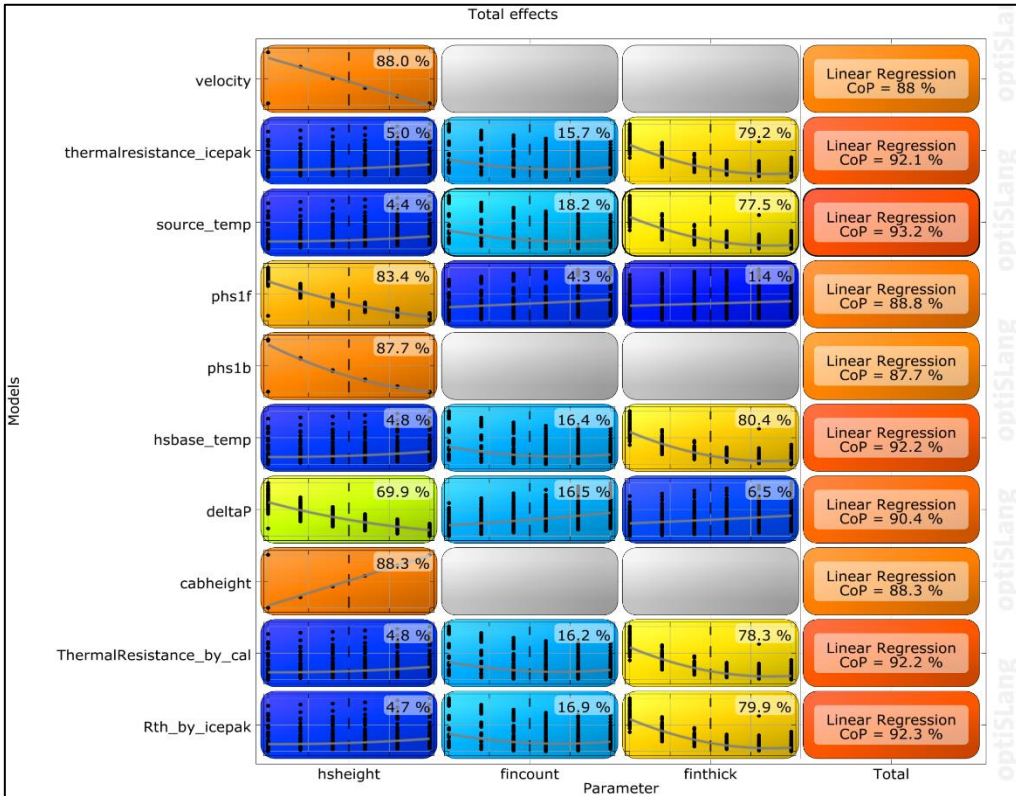 Total effects
velocity
88.0 %
Linear Regression
CoP = 88 %
thermalresistance_icepak
5.0 %
15.7 %
79.2 %
Linear Regression
CoP = 92.1 %
source_temp
4.4 %
18.2 %
77.5 %
Linear Regression
CoP = 93.2 %
phs1f
83.4 %
4.3 %
1.4 %
Linear Regression
CoP = 88.8 %
phs1b
87.7 %
Linear Regression
CoP = 87.7 %
hsbase_temp
4.8 %
16.4 %
80.4 %
Linear Regression
CoP = 92.2 %
deltaP
69.9 %
16.5 %
6.5 %
Linear Regression
CoP = 90.4 %
cabheight
88.3 %
Linear Regression
CoP = 88.3 %
ThermalResistance_by_cal
4.8 %
16.2 %
78.3 %
Linear Regression
CoP = 92.2 %
Rth_by_icepak
4.7 %
16.9 %
79.9 %
Linear Regression
CoP = 92.3 %
Models
hsheight
fincount
finthick
Total
Parameter
optiSLan
optiSLang
optiSLang